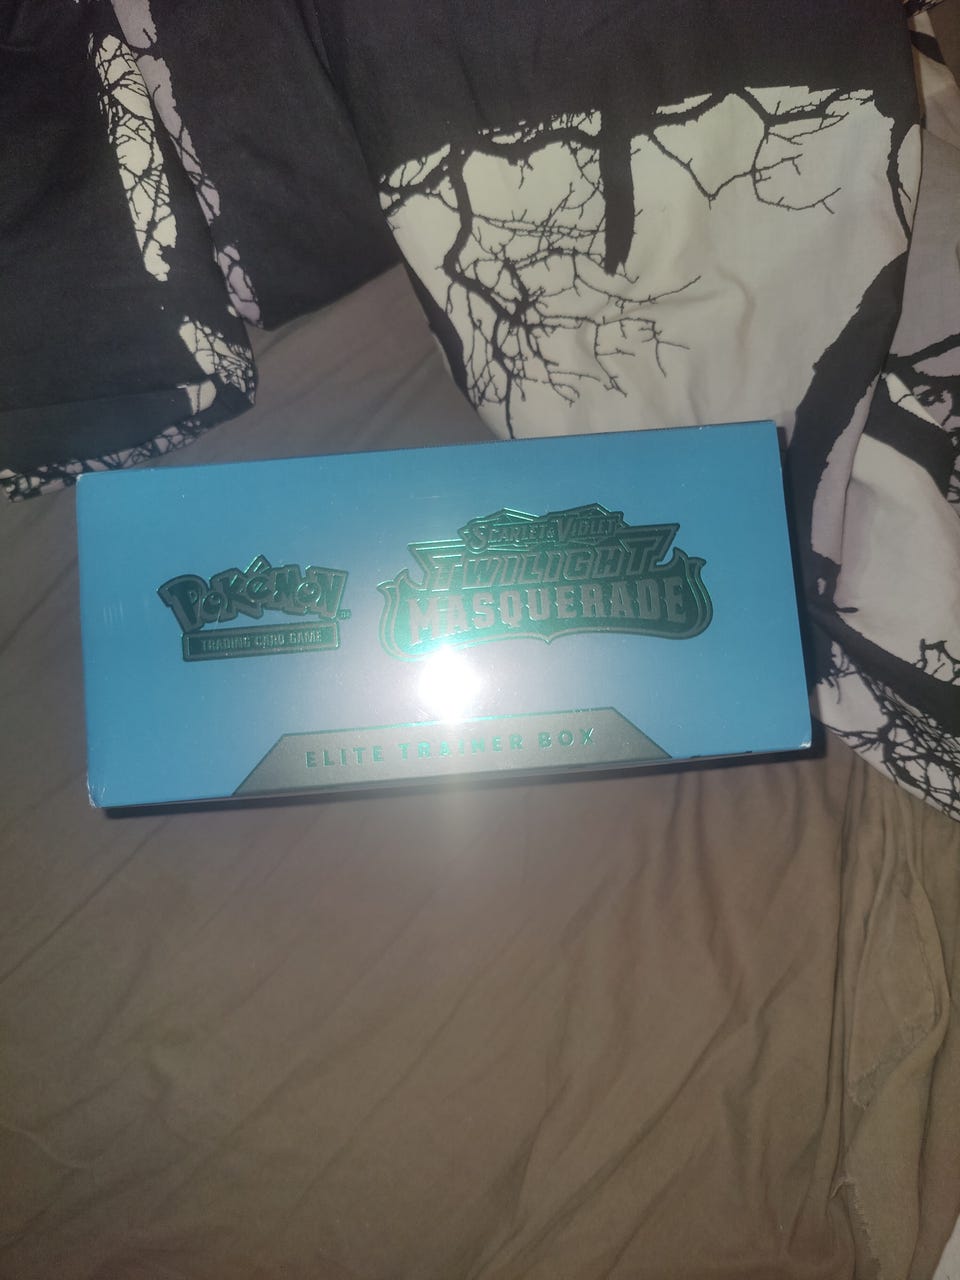 Pokémon
TRADING CARD GAME
SCARLET & VIOLET
TWILIGHT
MASQUERADE
ELITE TRAINER BOX